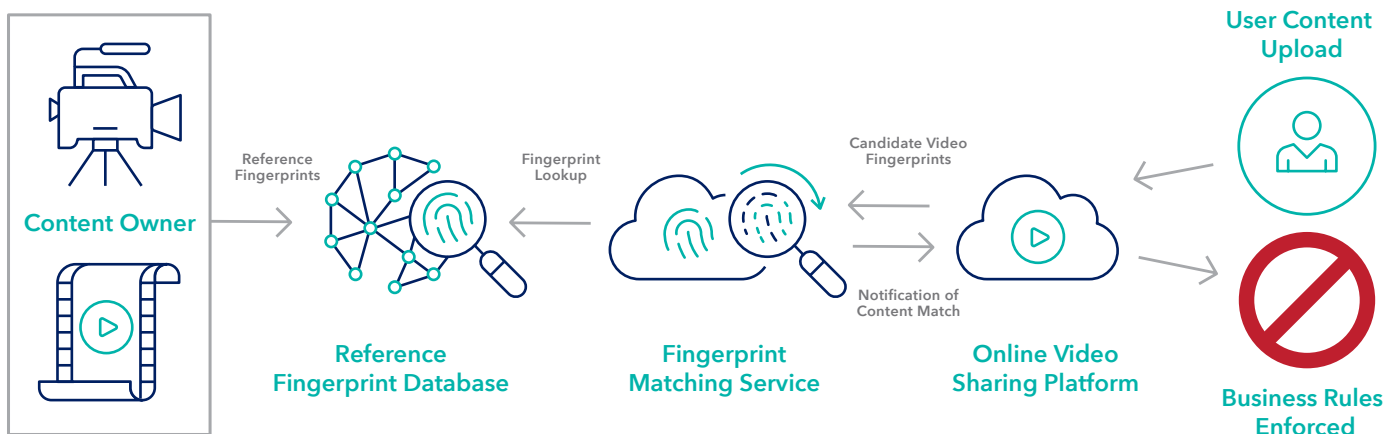 Content Owner
Reference
Fingerprints
Reference
Fingerprint Database
Fingerprint
Lookup
Fingerprint
Matching Service
Candidate Video
Fingerprints
Notification of
Content Match
Online Video
Sharing Platform
User Content
Upload
Business Rules
Enforced